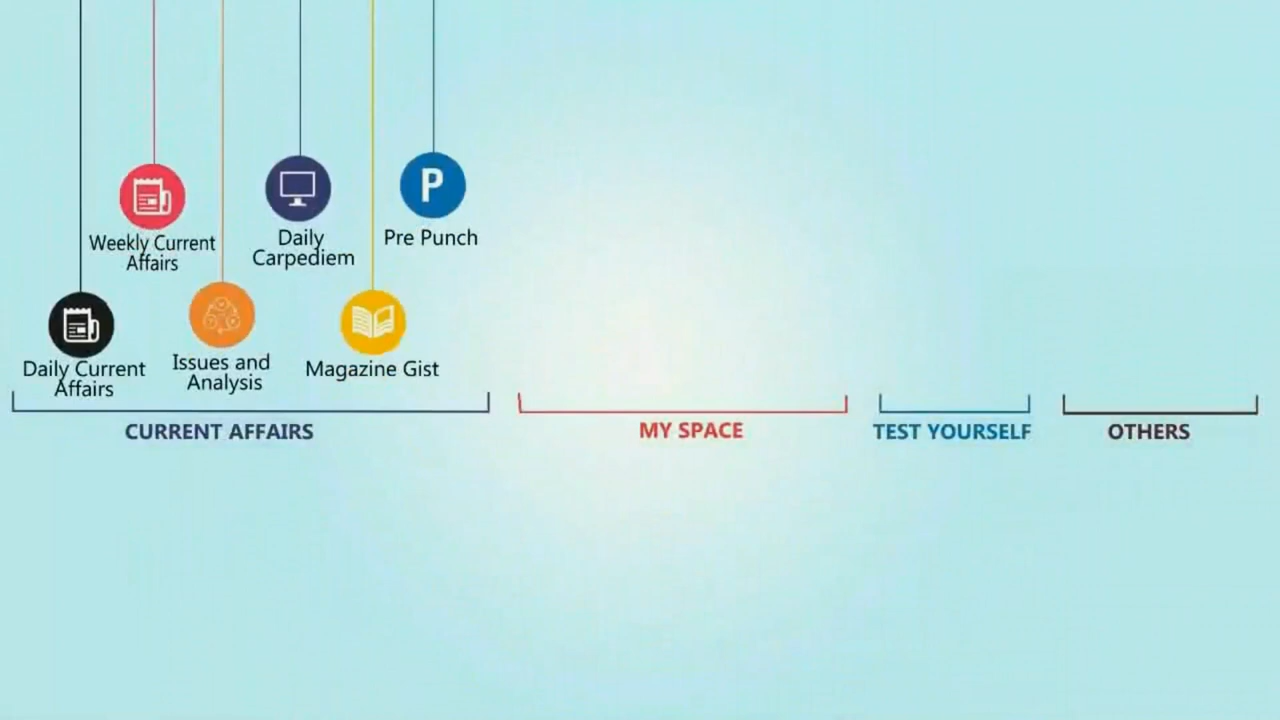 P
Weekly Current
Affairs
Daily
Carpediem
Pre Punch
Daily Current
Affairs
Issues and
Analysis
Magazine Gist
CURRENT AFFAIRS
MY SPACE
TEST YOURSELF
OTHERS